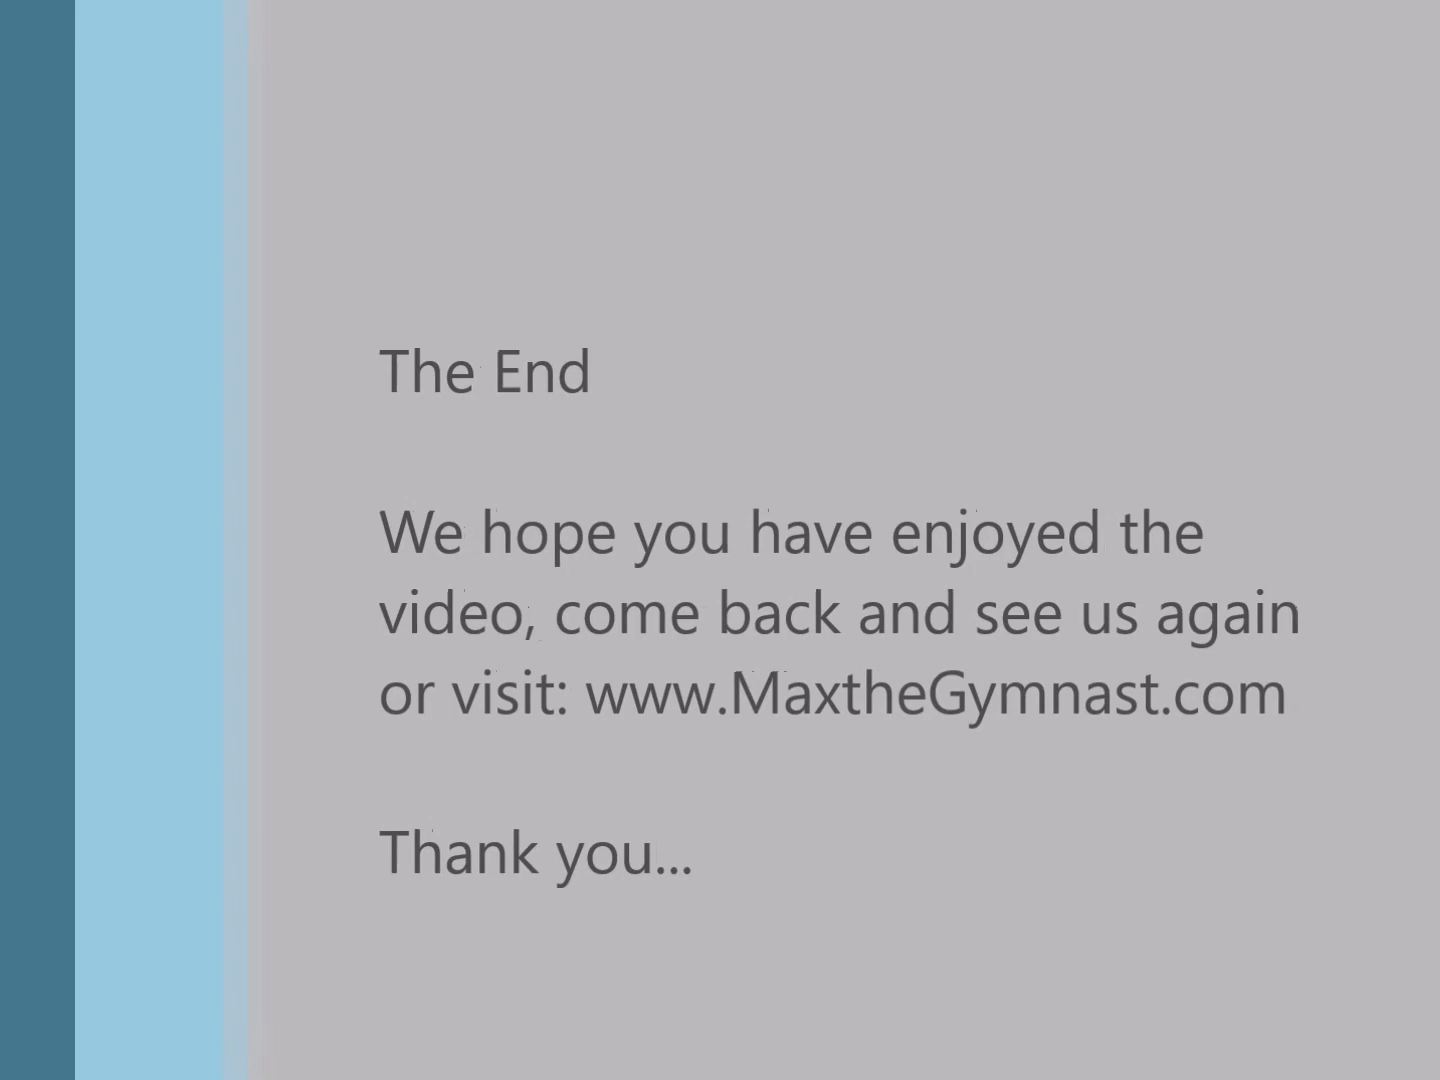 The End
We hope you have enjoyed the
video, come back and see us again
or visit: www.MaxtheGymnast.com
Thank you...